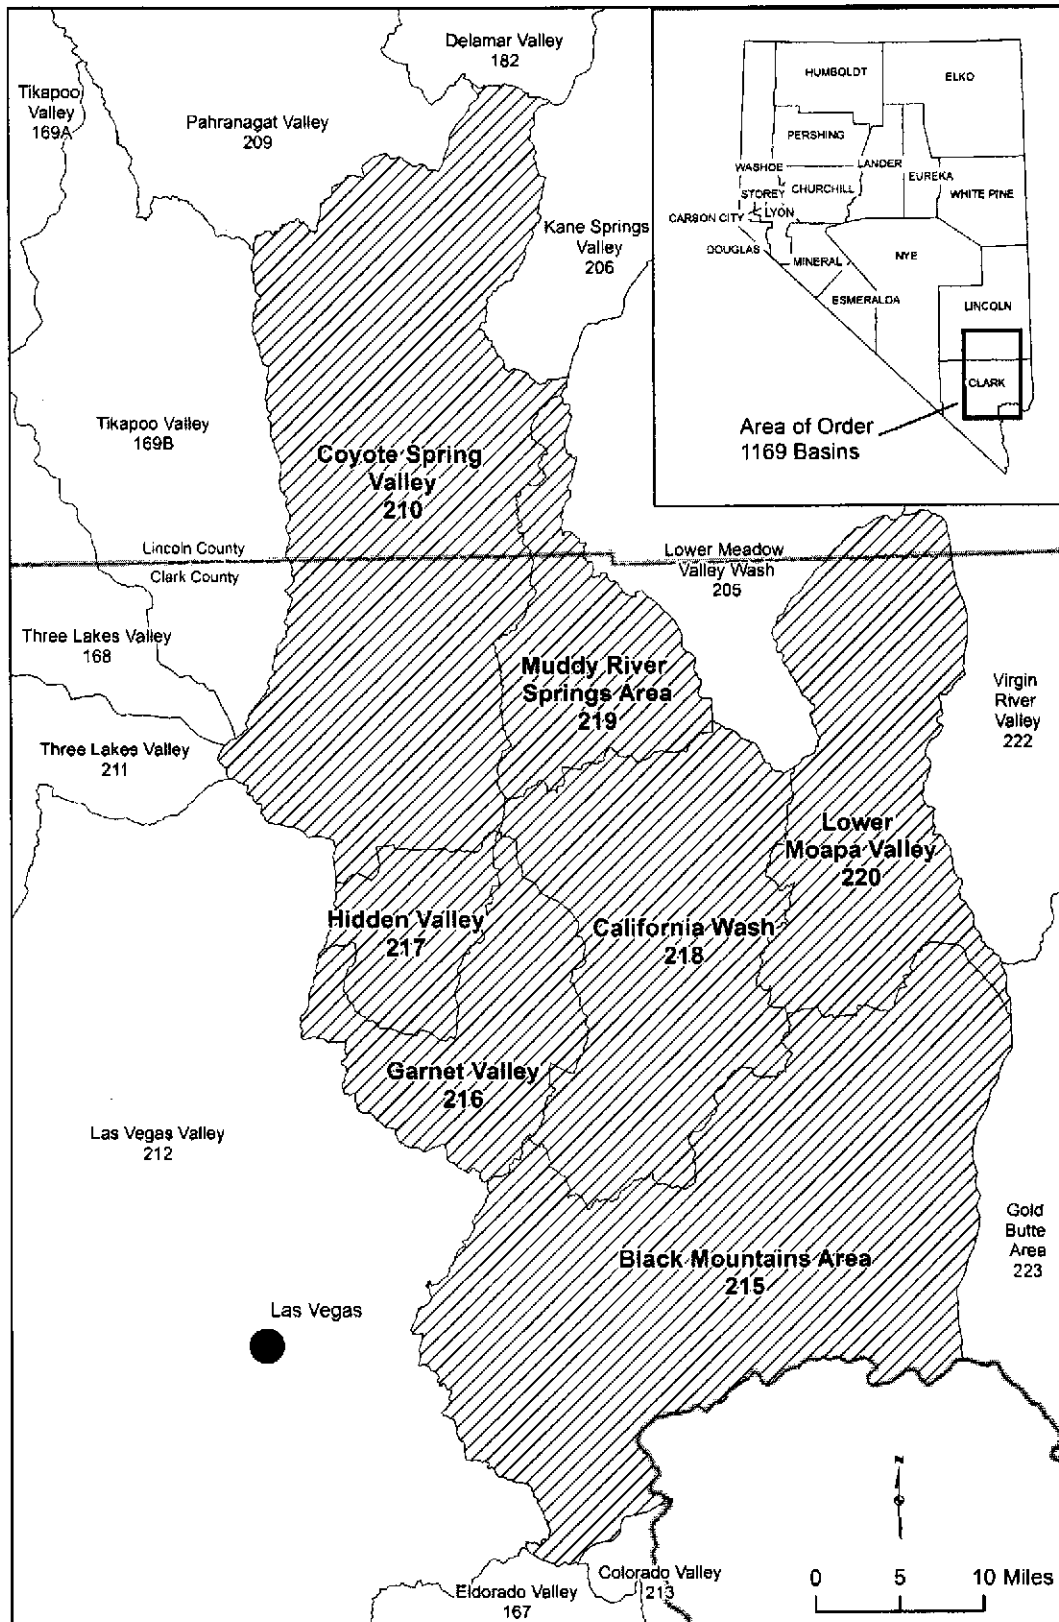 Delamar Valley
182
Tikapoo
Valley
169A
Pahranagat Valley
209
Kane Springs
Valley
206
Tikapoo Valley
169B
Coyote Spring
Valley
210
Lincoln County
Clark County
Lower Meadow
Valley Wash
205
Three Lakes Valley
168
Muddy River
Springs Area
219
Virgin
River
Valley
222
Three Lakes Valley
211
Lower
Moapa Valley
220
Hidden Valley
217
California Wash
218
Garnet Valley
216
Las Vegas Valley
212
Gold
Butte
Area
223
Black Mountains Area
215
Las Vegas
Colorado Valley
213
Eldorado Valley
167
N
0 5 10 Miles
HUMBOLDT
ELKO
PERSHING
WASHOE
LANDER
EUREKA
STOREY
CHURCHILL
WHITE PINE
CARSON CITY
LYON
DOUGLAS
MINERAL
NYE
ESMERALDA
LINCOLN
CLARK
Area of Order
1169 Basins